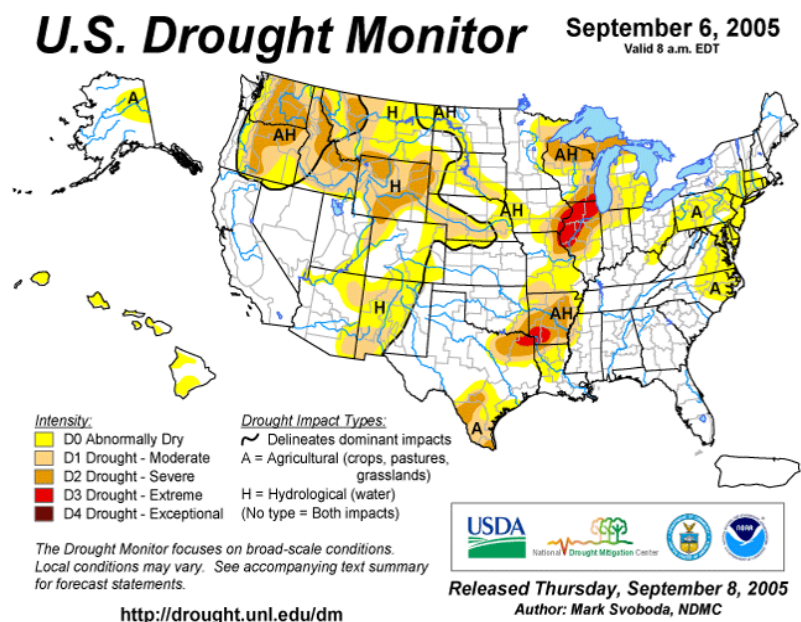 U.S. Drought Monitor
September 6, 2005
Valid 8 a.m. EDT
A
H
AH
AH
AH
H
AH
A
A
AH
H
A
Intensity:
D0 Abnormally Dry
D1 Drought - Moderate
D2 Drought - Severe
D3 Drought - Extreme
D4 Drought - Exceptional
Drought Impact Types:
Delineates dominant impacts
A = Agricultural (crops, pastures,
grasslands)
H = Hydrological (water)
(No type = Both impacts)
The Drought Monitor focuses on broad-scale conditions.
Local conditions may vary. See accompanying text summary
for forecast statements.
http://drought.unl.edu/dm
USDA
National Drought Mitigation Center
NOAA
Released Thursday, September 8, 2005
Author: Mark Svoboda, NDMC